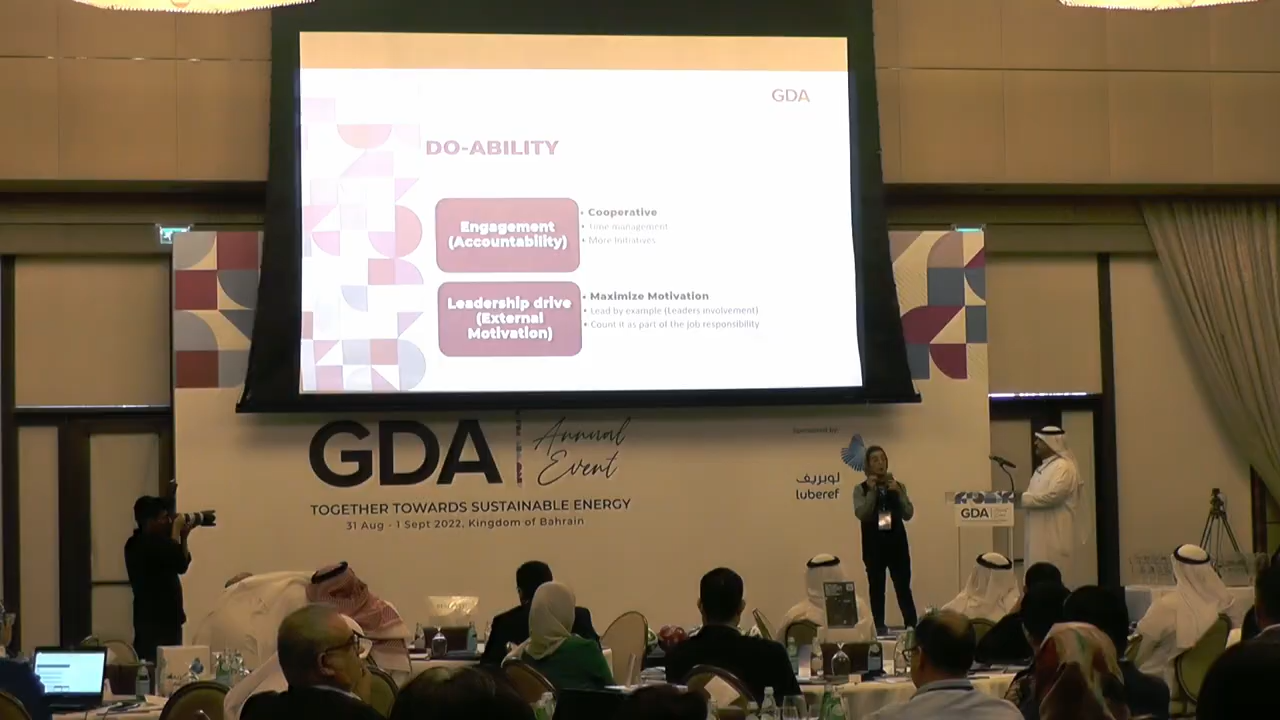 GDA
DO-ABILITY
Engagement
(Accountability)
• Cooperative
• Time management
• More Initiatives
Leadership drive
(External
Motivation)
• Maximize Motivation
• Lead by example (Leaders involvement)
• Count it as part of the job responsibility
GDA
Annual
Event
TOGETHER TOWARDS SUSTAINABLE ENERGY
31 Aug - 1 Sept 2022, Kingdom of Bahrain
Sponsored by
لوبريف
luberef
GDA